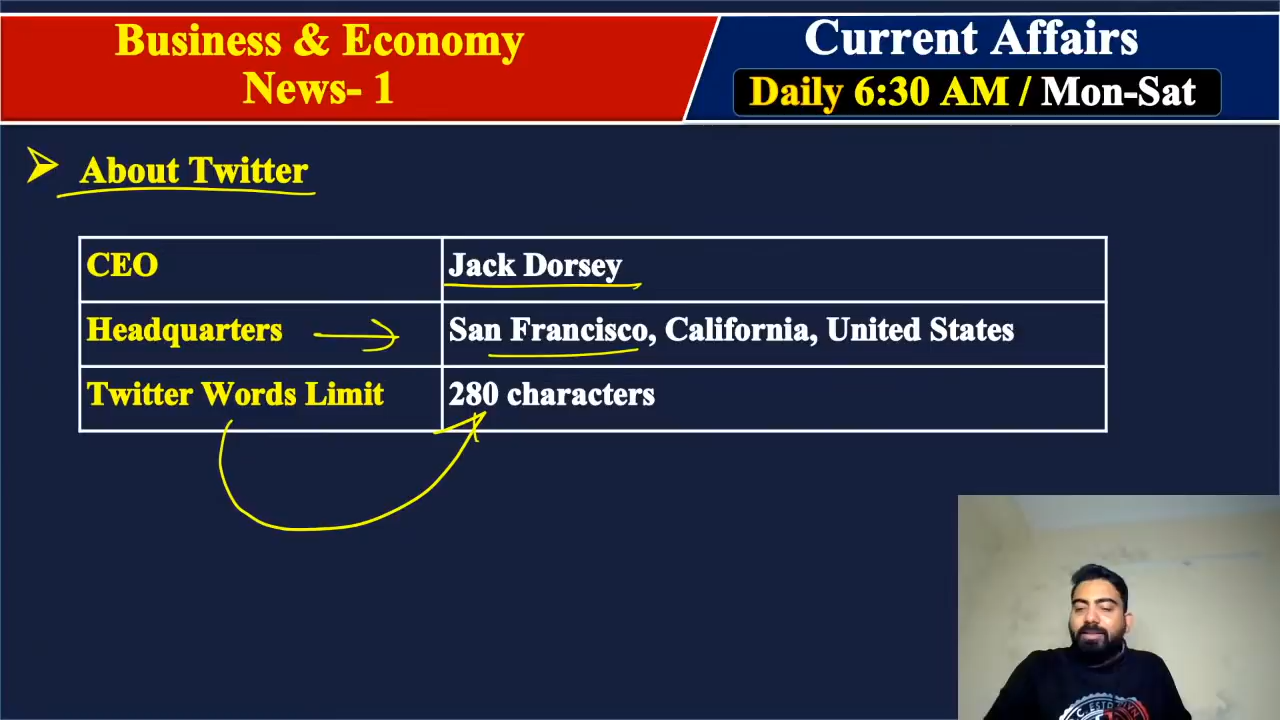 Business & Economy
News- 1
Current Affairs
Daily 6:30 AM / Mon-Sat
About Twitter
CEO
Jack Dorsey
Headquarters
San Francisco, California, United States
Twitter Words Limit
280 characters